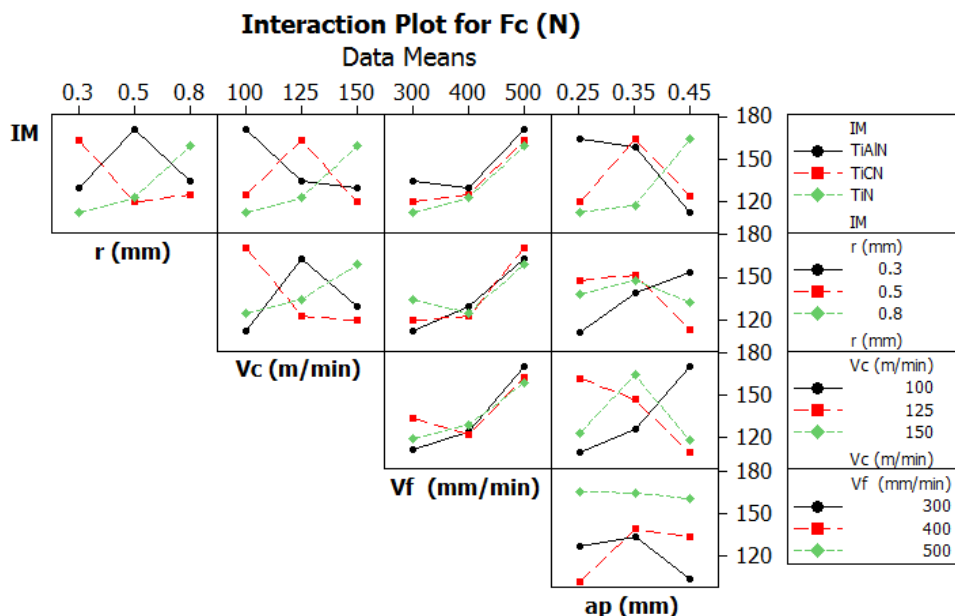 Interaction Plot for Fc (N)
Data Means
0.3 0.5 0.8 100 125 150 300 400 500 0.25 0.35 0.45
IM
180
150
120
IM
TiAlN
TiCN
TiN
IM
r (mm)
180
150
120
r (mm)
0.3
0.5
0.8
r (mm)
Vc (m/min)
180
150
120
Vc (m/min)
100
125
150
Vc (m/min)
Vf (mm/min)
180
150
120
Vf (mm/min)
300
400
500
ap (mm)